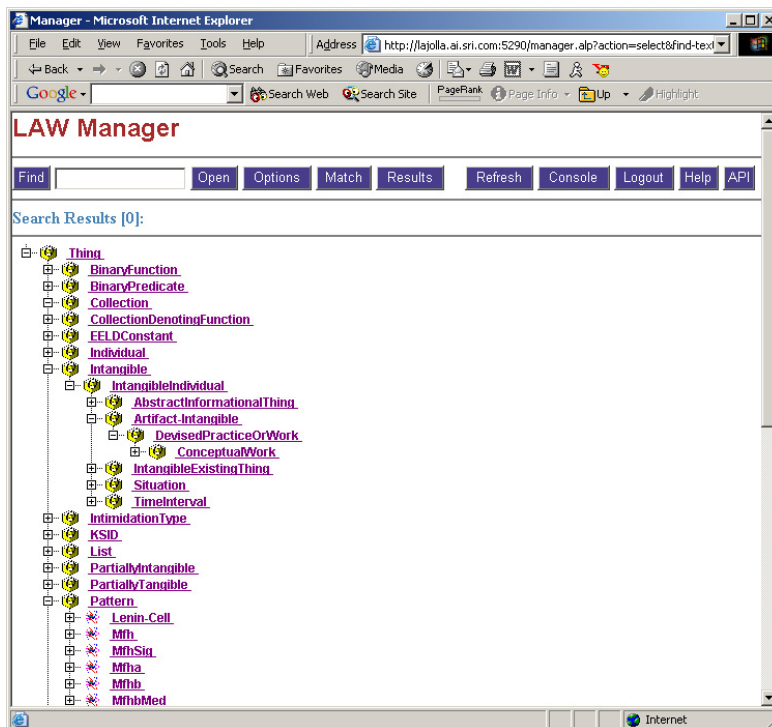 Manager - Microsoft Internet Explorer
File Edit View Favorites Tools Help Address http://lajolla.ai.sri.com:5290/manager.alp?action=select&find-tex
Back Search Favorites Media
Google Search Web Search Site PageRank Page Info Up Highlight
LAW Manager
Find Open Options Match Results Refresh Console Logout Help API
Search Results [0]:
Thing
BinaryFunction
BinaryPredicate
Collection
CollectionDenotingFunction
EELDConstant
Individual
Intangible
IntangibleIndividual
AbstractInformationalThing
Artifact-Intangible
DevisedPracticeOrWork
ConceptualWork
IntangibleExistingThing
Situation
TimeInterval
IntimidationType
KSID
List
PartiallyIntangible
PartiallyTangible
Pattern
Lenin-Cell
Mfh
MfhSig
Mfha
Mfhb
MfhbMed
Internet